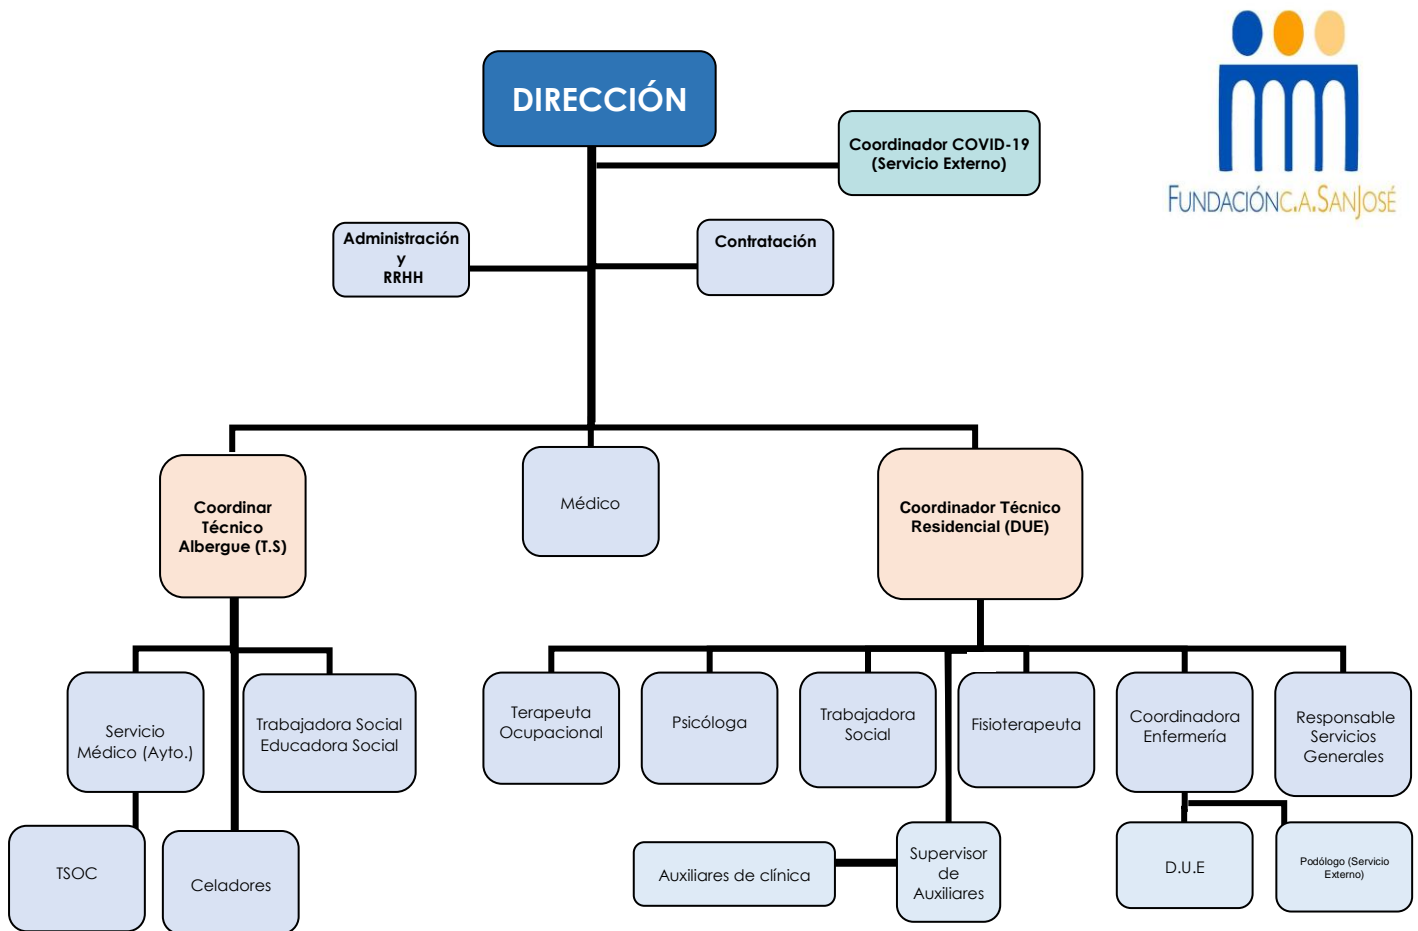 DIRECCIÓN
Coordinador COVID-19
(Servicio Externo)
FUNDACIÓNC.A.SANJOSÉ
Administración
y
RRHH
Contratación
Coordinar
Técnico
Albergue (T.S)
Médico
Coordinador Técnico
Residencial (DUE)
Servicio
Médico (Ayto.)
Trabajadora Social
Educadora Social
Terapeuta
Ocupacional
Psicóloga
Trabajadora
Social
Fisioterapeuta
Coordinadora
Enfermería
Responsable
Servicios
Generales
TSOC
Celadores
Auxiliares de clínica
Supervisor
de
Auxiliares
D.U.E
Podólogo (Servicio
Externo)